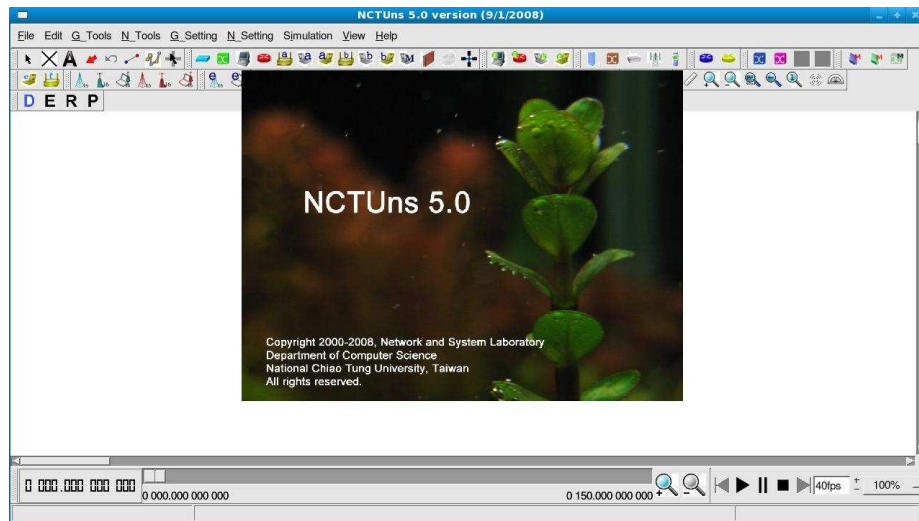 NCTUns 5.0 version (9/1/2008)
File Edit G_Tools N_Tools G_Setting N_Setting Simulation View Help
D E R P
NCTUns 5.0
Copyright 2000-2008, Network and System Laboratory
Department of Computer Science
National Chiao Tung University, Taiwan
All rights reserved.
0 000.000 000 000
0 000.000 000 000
0 150.000 000 000
40fps
100%